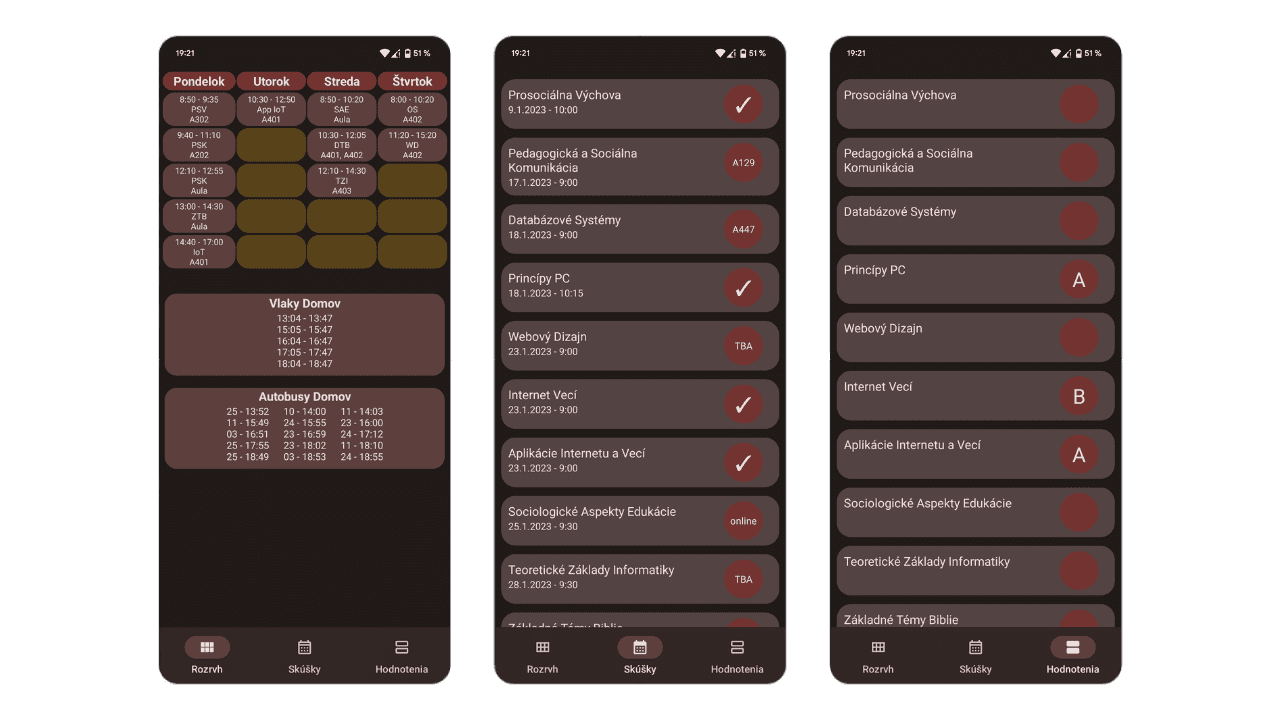 19:21
51 %
Pondelok Utorok Streda Štvrtok
8:50 - 9:35
PSV
A302
10:30 - 12:50
App IoT
A401
8:50 - 10:20
SAE
Aula
8:00 - 10:20
OS
A402
9:40 - 11:10
PSK
A202
10:30 - 12:05
DTB
A401, A402
11:20 - 15:20
WD
A402
12:10 - 12:55
PSK
Aula
12:10 - 14:30
TZI
A403
13:00 - 14:30
ZTB
Aula
14:40 - 17:00
IoT
A401
Vlaky Domov
13:04 - 13:47
15:05 - 15:47
16:04 - 16:47
17:05 - 17:47
18:04 - 18:47
Autobusy Domov
25 - 13:52 10 - 14:00 11 - 14:03
11 - 15:49 24 - 15:55 23 - 16:00
03 - 16:51 23 - 16:59 24 - 17:12
25 - 17:55 23 - 18:02 11 - 18:10
25 - 18:49 03 - 18:53 24 - 18:55
Rozvrh Skúšky Hodnotenia
19:21
51 %
Prosociálna Výchova
9.1.2023 - 10:00
✓
Pedagogická a Sociálna
Komunikácia
17.1.2023 - 9:00
A129
Databázové Systémy
18.1.2023 - 9:00
A447
Princípy PC
18.1.2023 - 10:15
✓
Webový Dizajn
23.1.2023 - 9:00
TBA
Internet Vecí
23.1.2023 - 9:00
✓
Aplikácie Internetu a Vecí
23.1.2023 - 9:00
✓
Sociologické Aspekty Edukácie
25.1.2023 - 9:30
online
Teoretické Základy Informatiky
28.1.2023 - 9:30
TBA
Základné Témy Biblie
Rozvrh Skúšky Hodnotenia
19:21
51 %
Prosociálna Výchova
Pedagogická a Sociálna
Komunikácia
Databázové Systémy
Princípy PC
A
Webový Dizajn
Internet Vecí
B
Aplikácie Internetu a Vecí
A
Sociologické Aspekty Edukácie
Teoretické Základy Informatiky
Základné Témy Biblie
Rozvrh Skúšky Hodnotenia